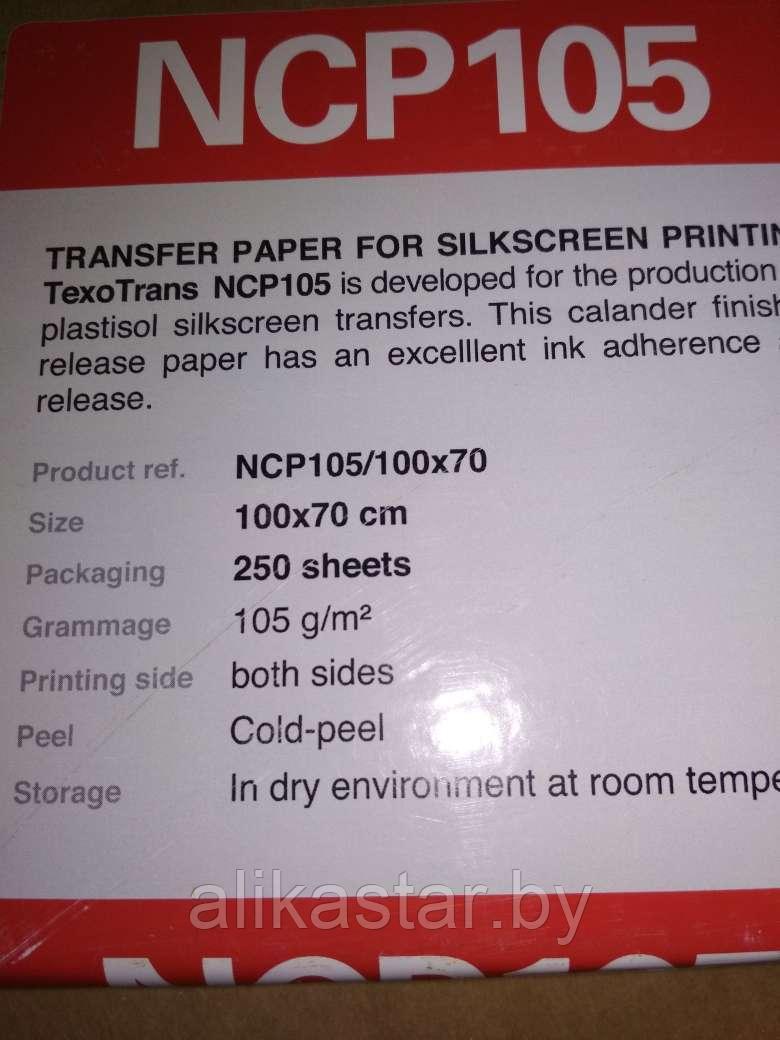 NCP105
TRANSFER PAPER FOR SILKSCREEN PRINTIN
TexoTrans NCP105 is developed for the production
plastisol silkscreen transfers. This calander finish
release paper has an excelllent ink adherence
release.
Product ref. NCP105/100x70
Size 100x70 cm
Packaging 250 sheets
Grammage 105 g/m²
Printing side both sides
Peel Cold-peel
Storage In dry environment at room tempe
alikastar.by
NCP105